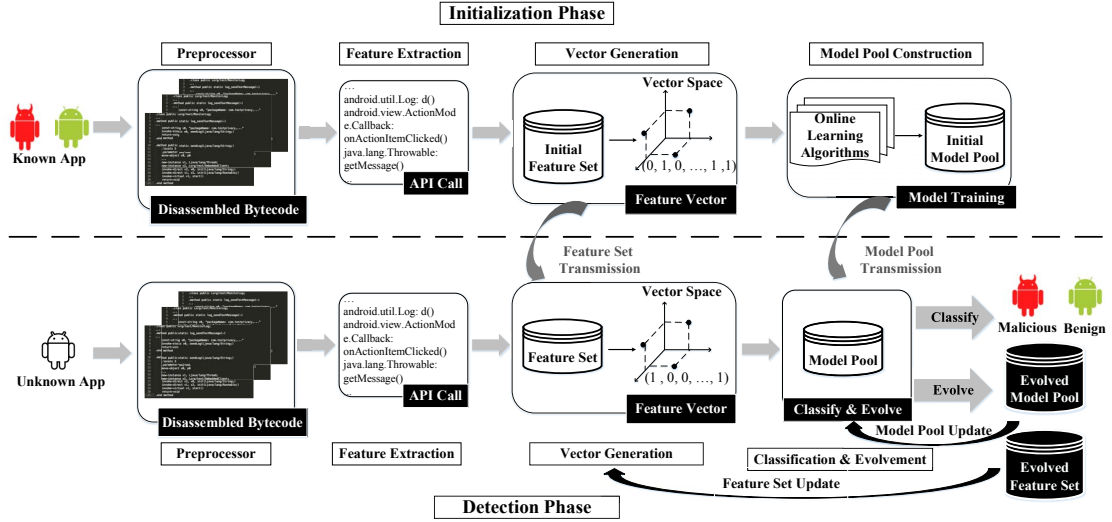 Initialization Phase
Preprocessor
Feature Extraction
Vector Generation
Model Pool Construction
Known App
Disassembled Bytecode
...
android.util.Log: d()
android.view.ActionMod
e.Callback:
onActionItemClicked()
java.lang.Throwable:
getMessage()
API Call
Initial
Feature Set
Vector Space
(0, 1, 0, ..., 1 ,1)
Feature Vector
Online
Learning
Algorithms
Initial
Model Pool
Model Training
Feature Set
Transmission
Model Pool
Transmission
Unknown App
Disassembled Bytecode
...
android.util.Log: d()
android.view.ActionMod
e.Callback:
onActionItemClicked()
java.lang.Throwable:
getMessage()
API Call
Feature Set
Vector Space
(1 , 0, 0, ..., 1)
Feature Vector
Model Pool
Classify & Evolve
Classify
Malicious
Benign
Evolve
Evolved
Model Pool
Model Pool Update
Preprocessor
Feature Extraction
Vector Generation
Classification & Evolvement
Evolved
Feature Set
Feature Set Update
Detection Phase